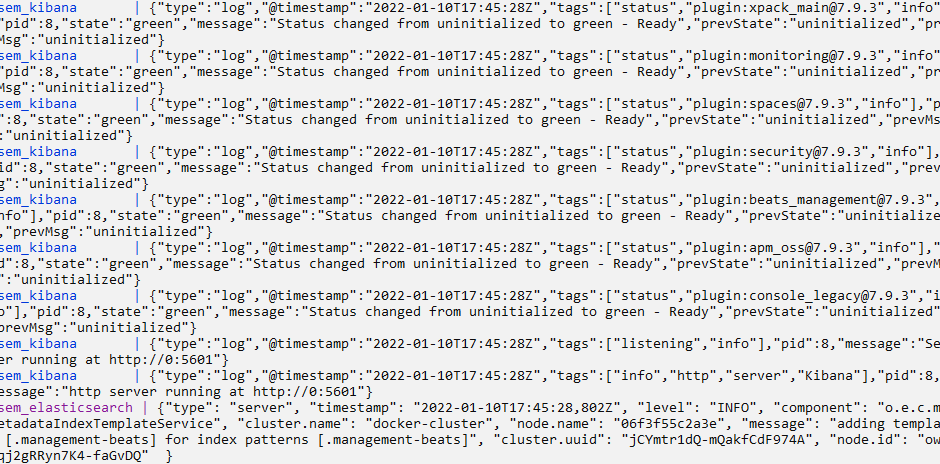 sem_kibana | {"type":"log","@timestamp":"2022-01-10T17:45:28Z","tags":["status","plugin:xpack_main@7.9.3","info"
"pid":8,"state":"green","message":"Status changed from uninitialized to green - Ready","prevState":"uninitialized","pre
Msg":"uninitialized"}
sem_kibana | {"type":"log","@timestamp":"2022-01-10T17:45:28Z","tags":["status","plugin:monitoring@7.9.3","info"
"pid":8,"state":"green","message":"Status changed from uninitialized to green - Ready","prevState":"uninitialized","pr
Msg":"uninitialized"}
sem_kibana | {"type":"log","@timestamp":"2022-01-10T17:45:28Z","tags":["status","plugin:spaces@7.9.3","info"],"p
":8,"state":"green","message":"Status changed from uninitialized to green - Ready","prevState":"uninitialized","prevMs
:"uninitialized"}
sem_kibana | {"type":"log","@timestamp":"2022-01-10T17:45:28Z","tags":["status","plugin:security@7.9.3","info"],
id":8,"state":"green","message":"Status changed from uninitialized to green - Ready","prevState":"uninitialized","prev
g":"uninitialized"}
sem_kibana | {"type":"log","@timestamp":"2022-01-10T17:45:28Z","tags":["status","plugin:beats_management@7.9.3",
nfo"],"pid":8,"state":"green","message":"Status changed from uninitialized to green - Ready","prevState":"uninitialize
,"prevMsg":"uninitialized"}
sem_kibana | {"type":"log","@timestamp":"2022-01-10T17:45:28Z","tags":["status","plugin:apm_oss@7.9.3","info"],"
d":8,"state":"green","message":"Status changed from uninitialized to green - Ready","prevState":"uninitialized","prevM
":"uninitialized"}
sem_kibana | {"type":"log","@timestamp":"2022-01-10T17:45:28Z","tags":["status","plugin:console_legacy@7.9.3","i
o"],"pid":8,"state":"green","message":"Status changed from uninitialized to green - Ready","prevState":"uninitialized"
prevMsg":"uninitialized"}
sem_kibana | {"type":"log","@timestamp":"2022-01-10T17:45:28Z","tags":["listening","info"],"pid":8,"message":"Se
er running at http://0:5601"}
sem_kibana | {"type":"log","@timestamp":"2022-01-10T17:45:28Z","tags":["info","http","server","Kibana"],"pid":8,
essage":"http server running at http://0:5601"}
sem_elasticsearch | {"type": "server", "timestamp": "2022-01-10T17:45:28,802Z", "level": "INFO", "component": "o.e.c.m
etadataIndexTemplateService", "cluster.name": "docker-cluster", "node.name": "06f3f55c2a3e", "message": "adding templa
[.management-beats] for index patterns [.management-beats]", "cluster.uuid": "jCYmtr1dQ-mQakfCdF974A", "node.id": "ow
qj2gRRyn7K4-faGvDQ" }